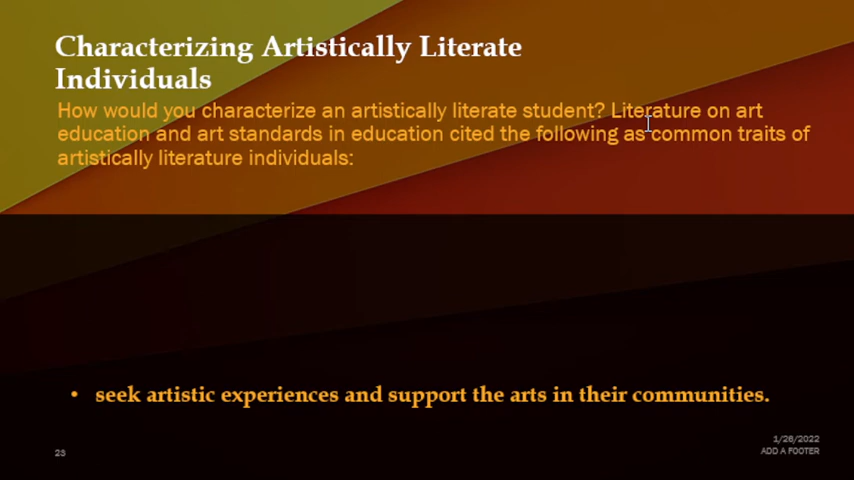 Characterizing Artistically Literate
Individuals
How would you characterize an artistically literate student? Literature on art
education and art standards in education cited the following as common traits of
artistically literature individuals:
• seek artistic experiences and support the arts in their communities.
1/26/2022
23
ADD A FOOTER